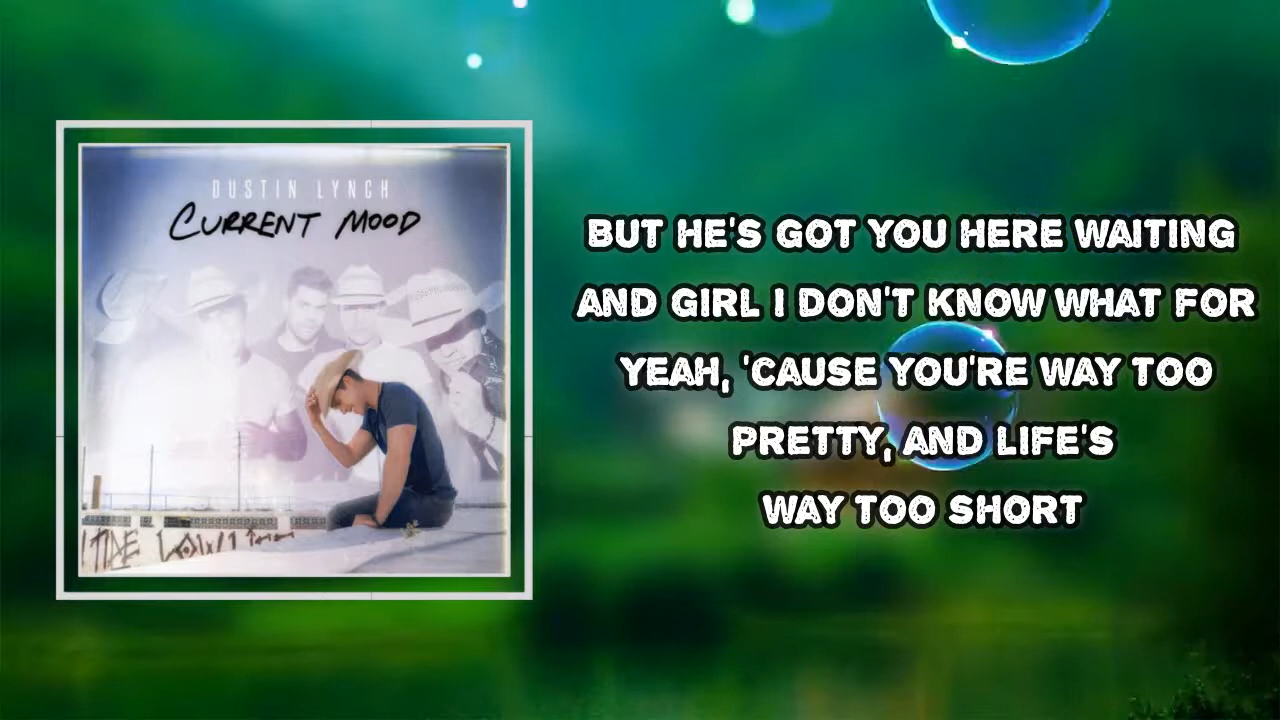 DUSTIN LYNCH
CURRENT MOOD
BUT HE'S GOT YOU HERE WAITING
AND GIRL I DON'T KNOW WHAT FOR
YEAH, 'CAUSE YOU'RE WAY TOO
PRETTY, AND LIFE'S
WAY TOO SHORT